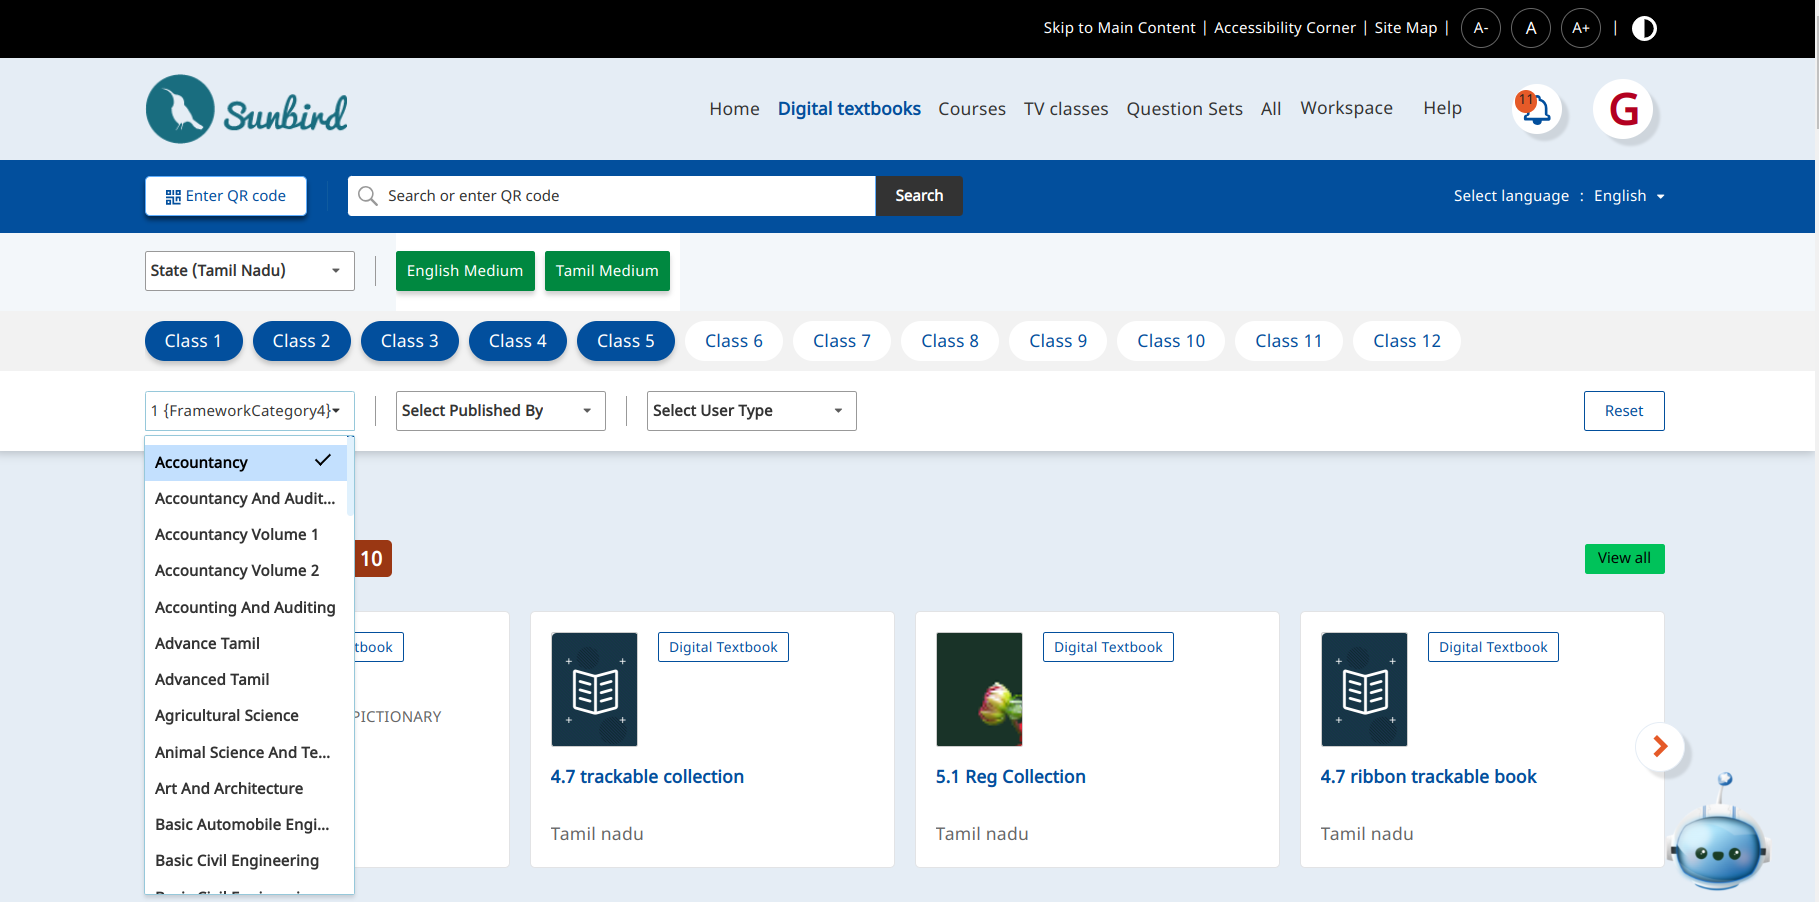 Skip to Main Content | Accessibility Corner | Site Map | A- A A+ |
Sunbird
Home Digital textbooks Courses TV classes Question Sets All Workspace Help 11 G
Enter QR code Search or enter QR code Search Select language : English
State (Tamil Nadu) English Medium Tamil Medium
Class 1 Class 2 Class 3 Class 4 Class 5 Class 6 Class 7 Class 8 Class 9 Class 10 Class 11 Class 12
1 {FrameworkCategory4} Select Published By Select User Type Reset
Accountancy
Accountancy And Audit...
Accountancy Volume 1
Accountancy Volume 2
Accounting And Auditing
Advance Tamil
Advanced Tamil
Agricultural Science
Animal Science And Te...
Art And Architecture
Basic Automobile Engi...
Basic Civil Engineering
10 View all
tbook
PICTIONARY
Digital Textbook
4.7 trackable collection
Tamil nadu
Digital Textbook
5.1 Reg Collection
Tamil nadu
Digital Textbook
4.7 ribbon trackable book
Tamil nadu